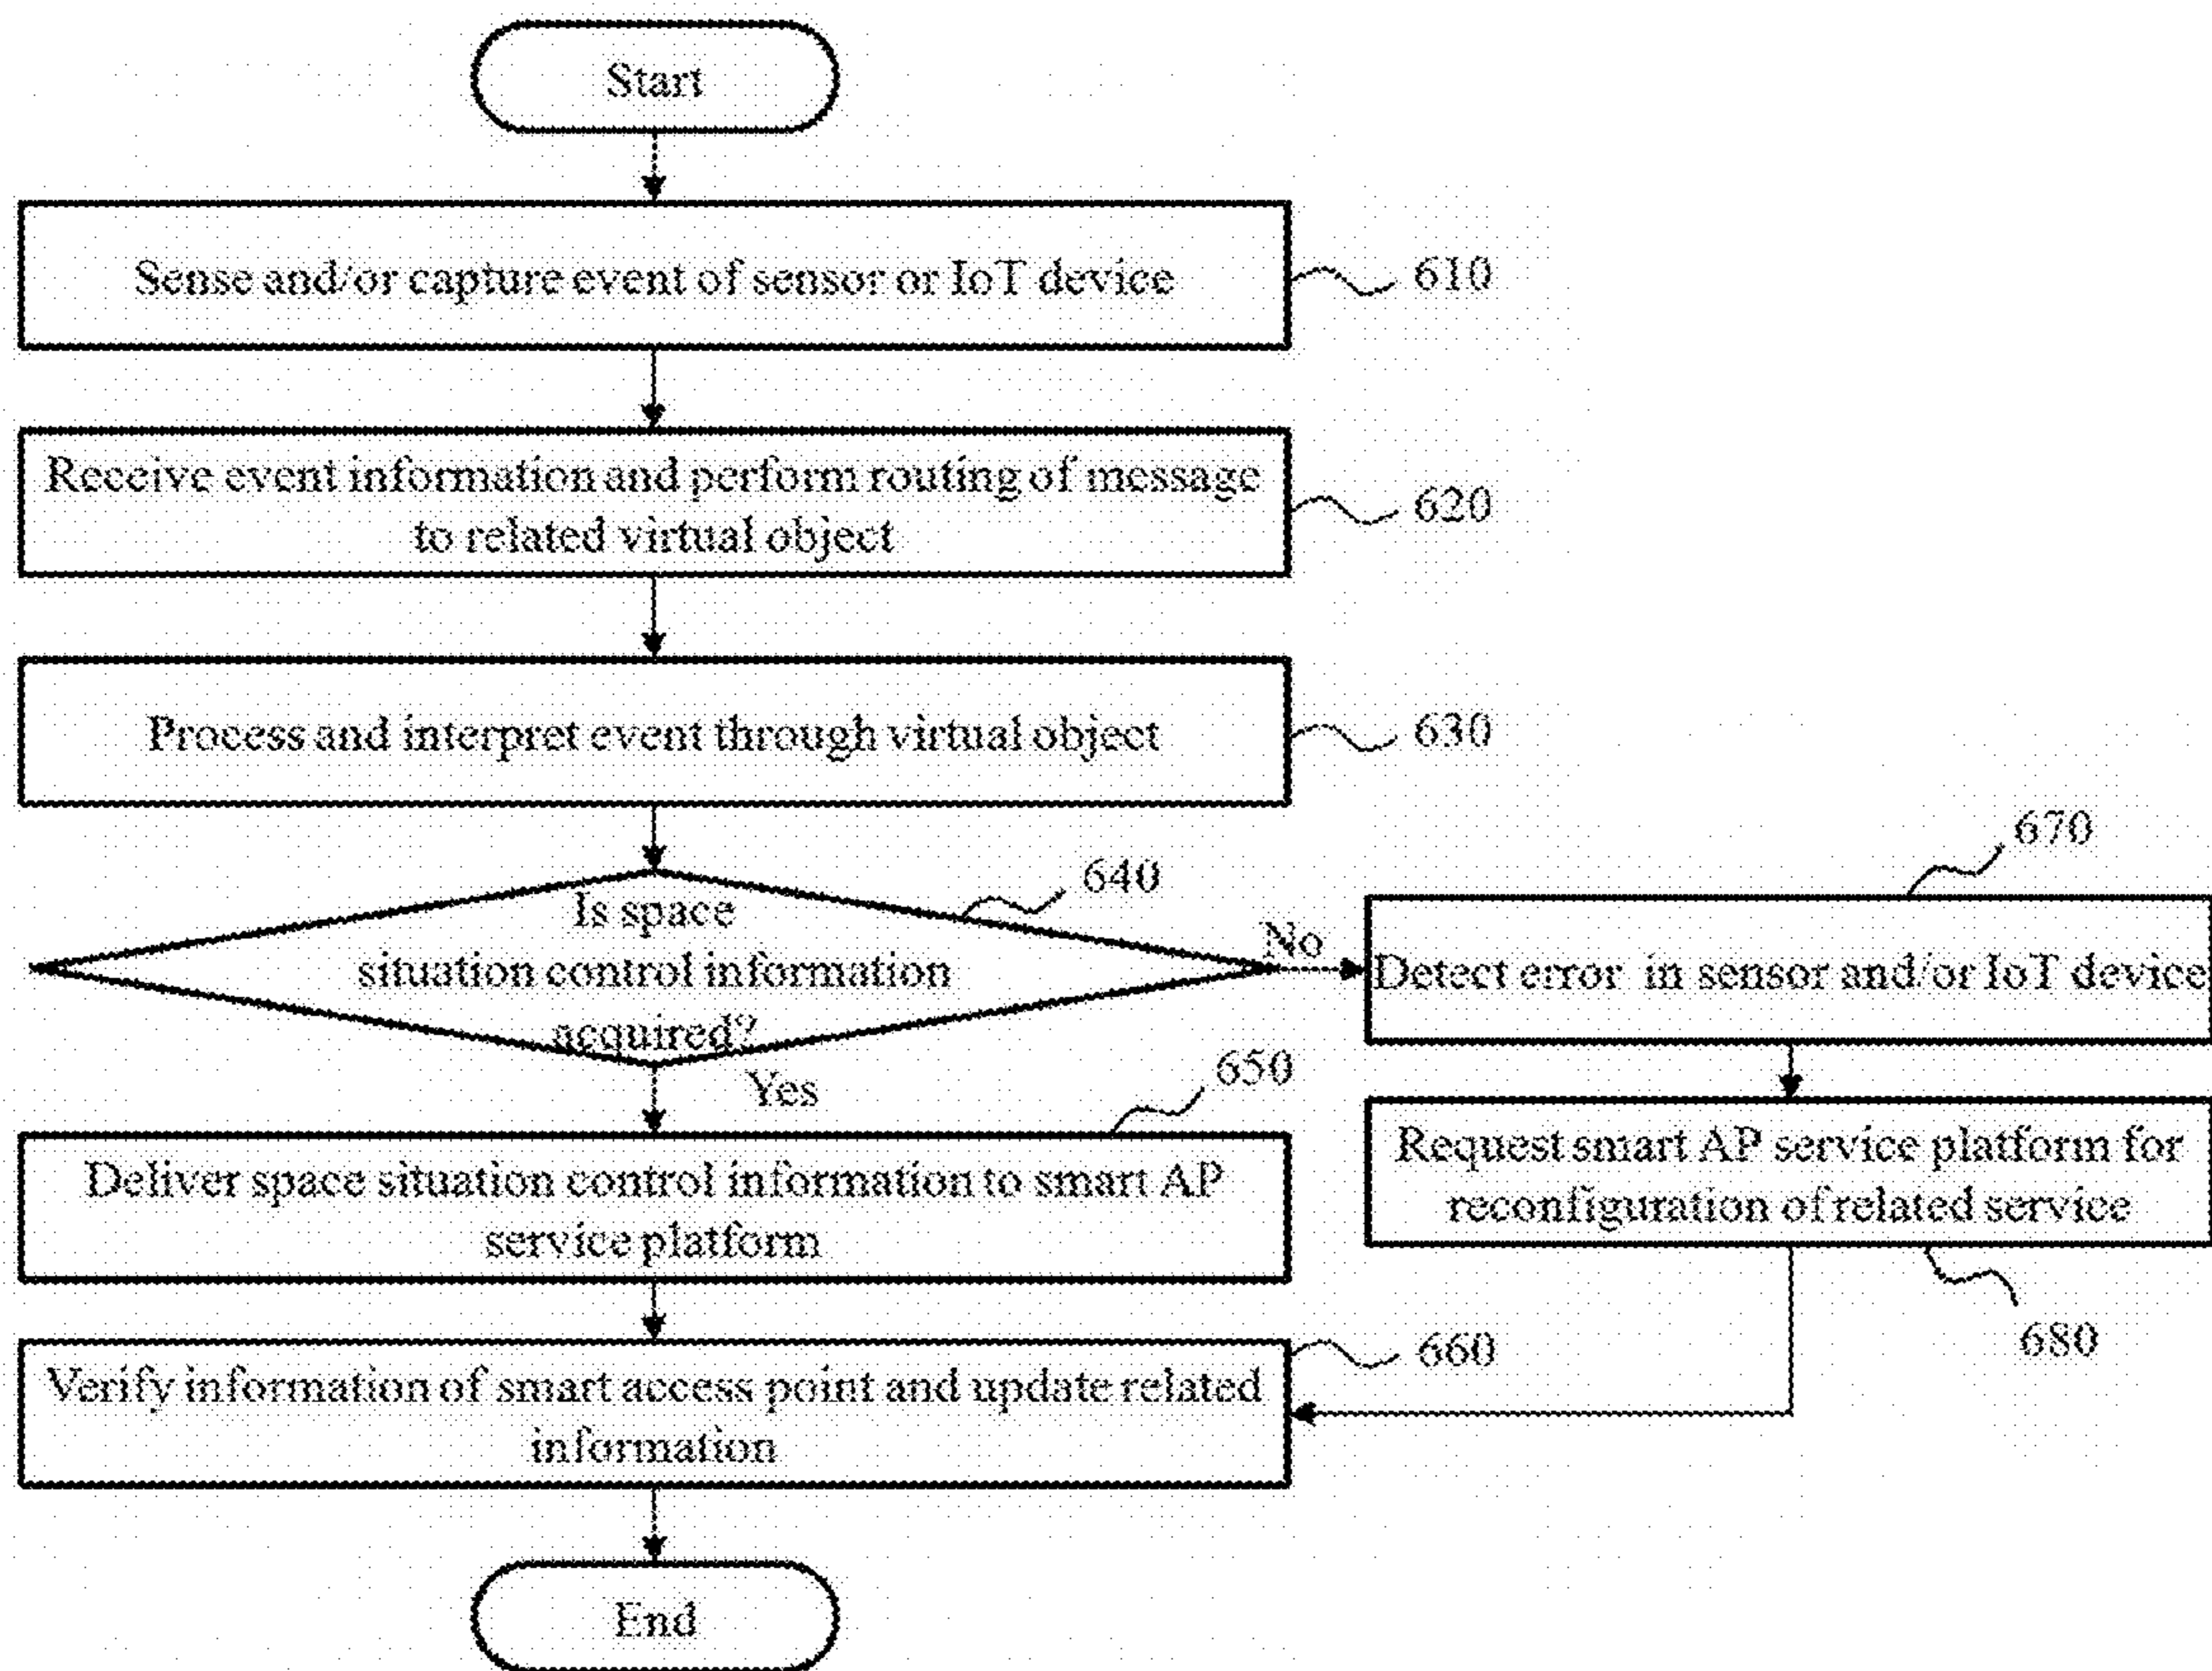 Start
Sense and/or capture event of sensor or IoT device
610
Receive event information and perform routing of message
to related virtual object
620
Process and interpret event through virtual object
630
Is space
situation control information
acquired?
640
No
Yes
670
Detect error in sensor and/or IoT device
650
Deliver space situation control information to smart AP
service platform
Request smart AP service platform for
reconfiguration of related service
680
660
Verify information of smart access point and update related
information
End